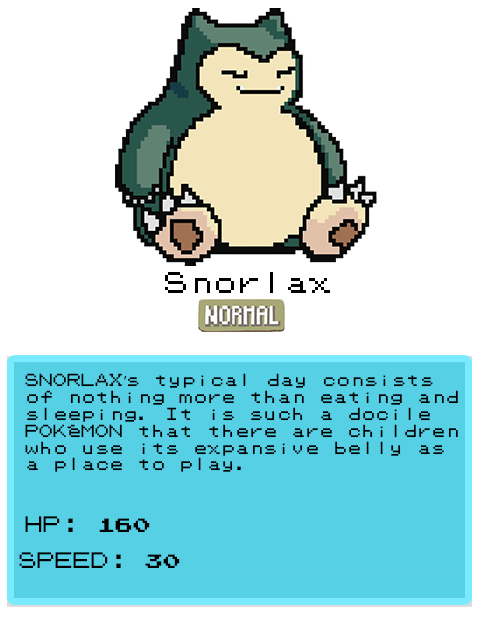 Snorlax
NORMAL
SNORLAX's typical day consists
of nothing more than eating and
sleeping. It is such a docile
POKéMON that there are children
who use its expansive belly as
a place to play.
HP: 160
SPEED: 30